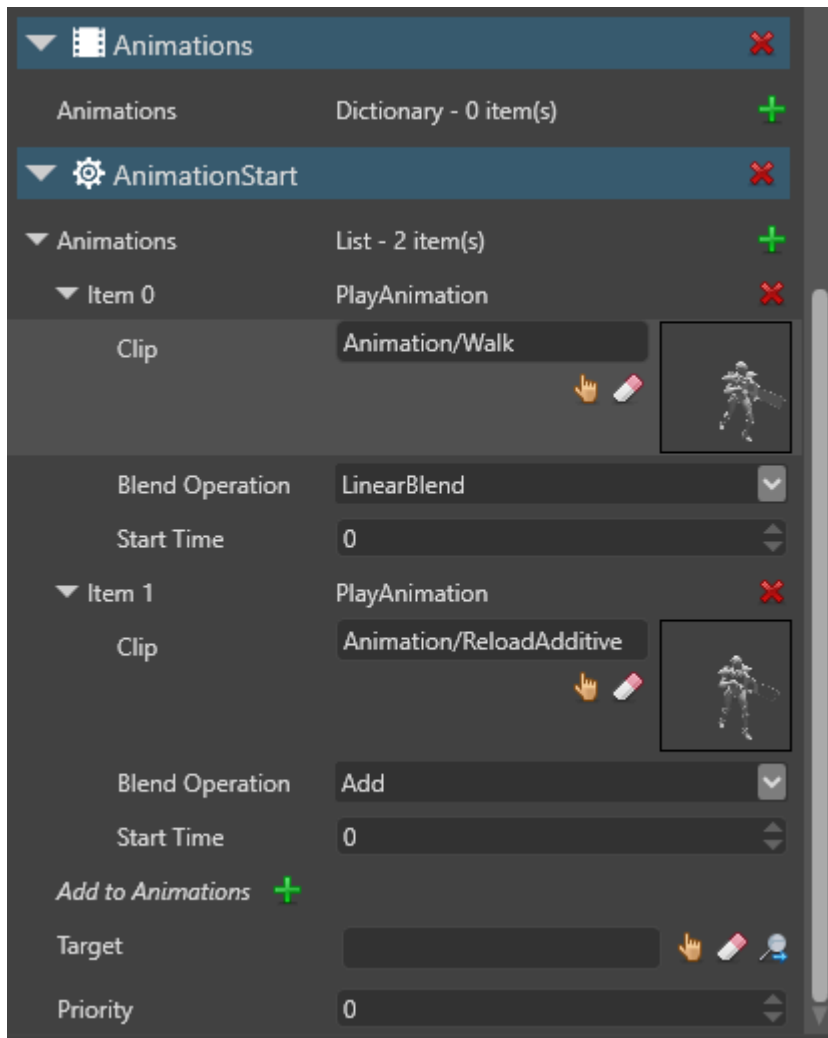 Animations
Animations Dictionary - 0 item(s)
AnimationStart
Animations List - 2 item(s)
Item 0 PlayAnimation
Clip Animation/Walk
Blend Operation LinearBlend
Start Time 0
Item 1 PlayAnimation
Clip Animation/ReloadAdditive
Blend Operation Add
Start Time 0
Add to Animations
Target
Priority 0